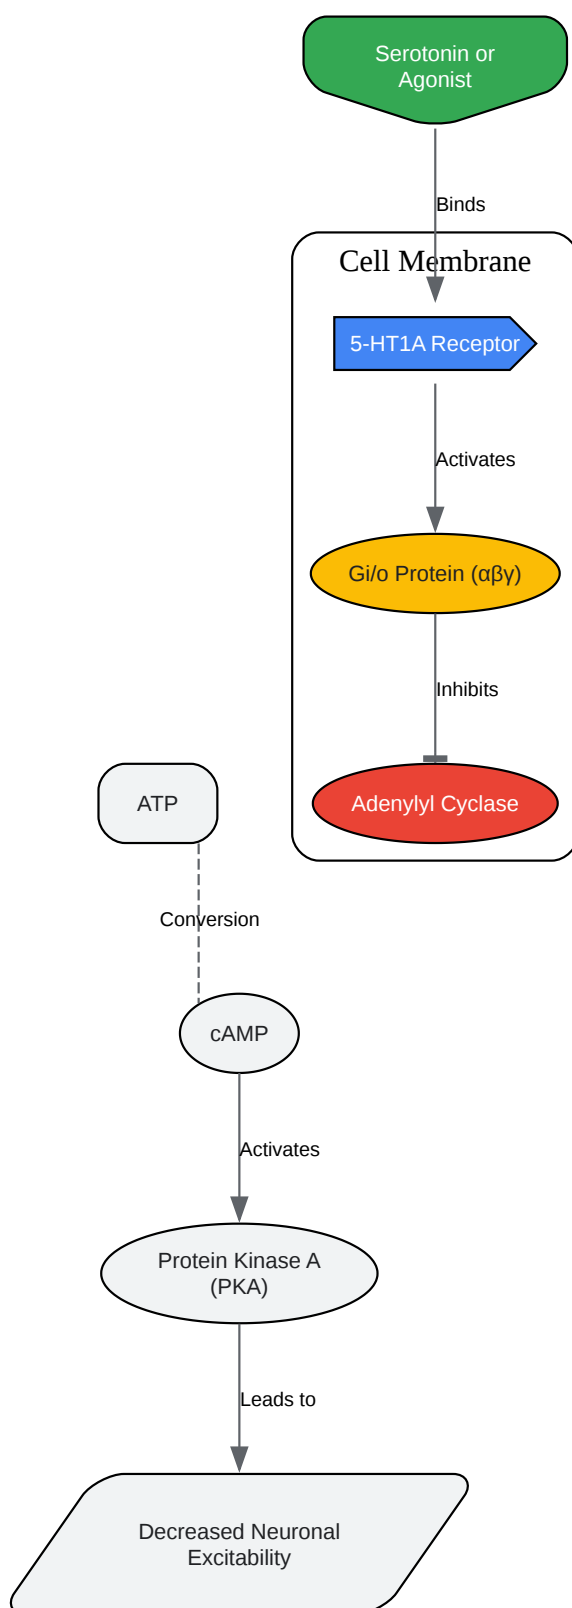 Serotonin or
Agonist
Binds
Cell Membrane
5-HT1A Receptor
Activates
Gi/o Protein (αβγ)
Inhibits
ATP
Adenylyl Cyclase
Conversion
cAMP
Activates
Protein Kinase A
(PKA)
Leads to
Decreased Neuronal
Excitability